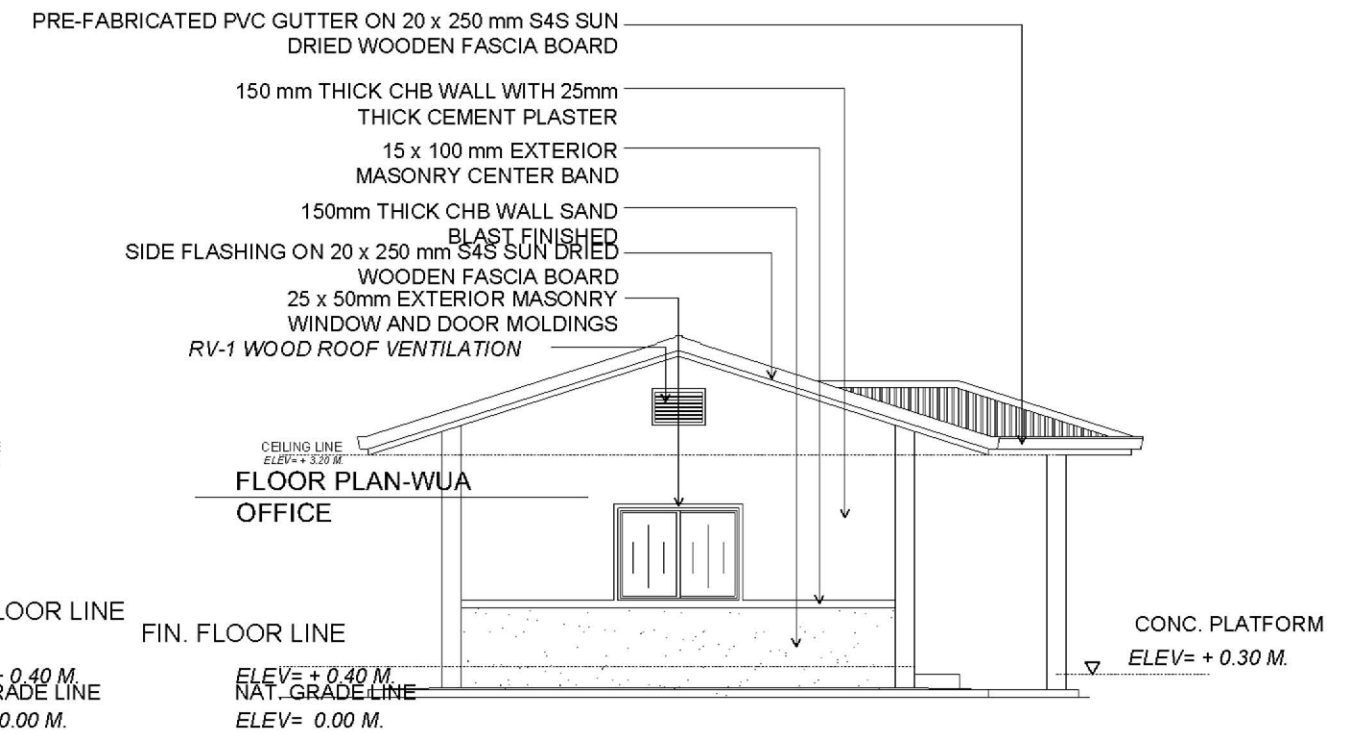 PRE-FABRICATED PVC GUTTER ON 20 x 250 mm S4S SUN
DRIED WOODEN FASCIA BOARD
150 mm THICK CHB WALL WITH 25mm
THICK CEMENT PLASTER
15 x 100 mm EXTERIOR
MASONRY CENTER BAND
150mm THICK CHB WALL SAND
BLAST FINISHED
SIDE FLASHING ON 20 x 250 mm S4S SUN DRIED
WOODEN FASCIA BOARD
25 x 50mm EXTERIOR MASONRY
WINDOW AND DOOR MOLDINGS
RV-1 WOOD ROOF VENTILATION
CEILING LINE
ELEV= + 3.20 M.
FLOOR PLAN-WUA
OFFICE
LOOR LINE
0.40 M.
RADE LINE
0.00 M.
FIN. FLOOR LINE
ELEV= + 0.40 M.
NAT. GRADE LINE
ELEV= 0.00 M.
CONC. PLATFORM
ELEV= + 0.30 M.